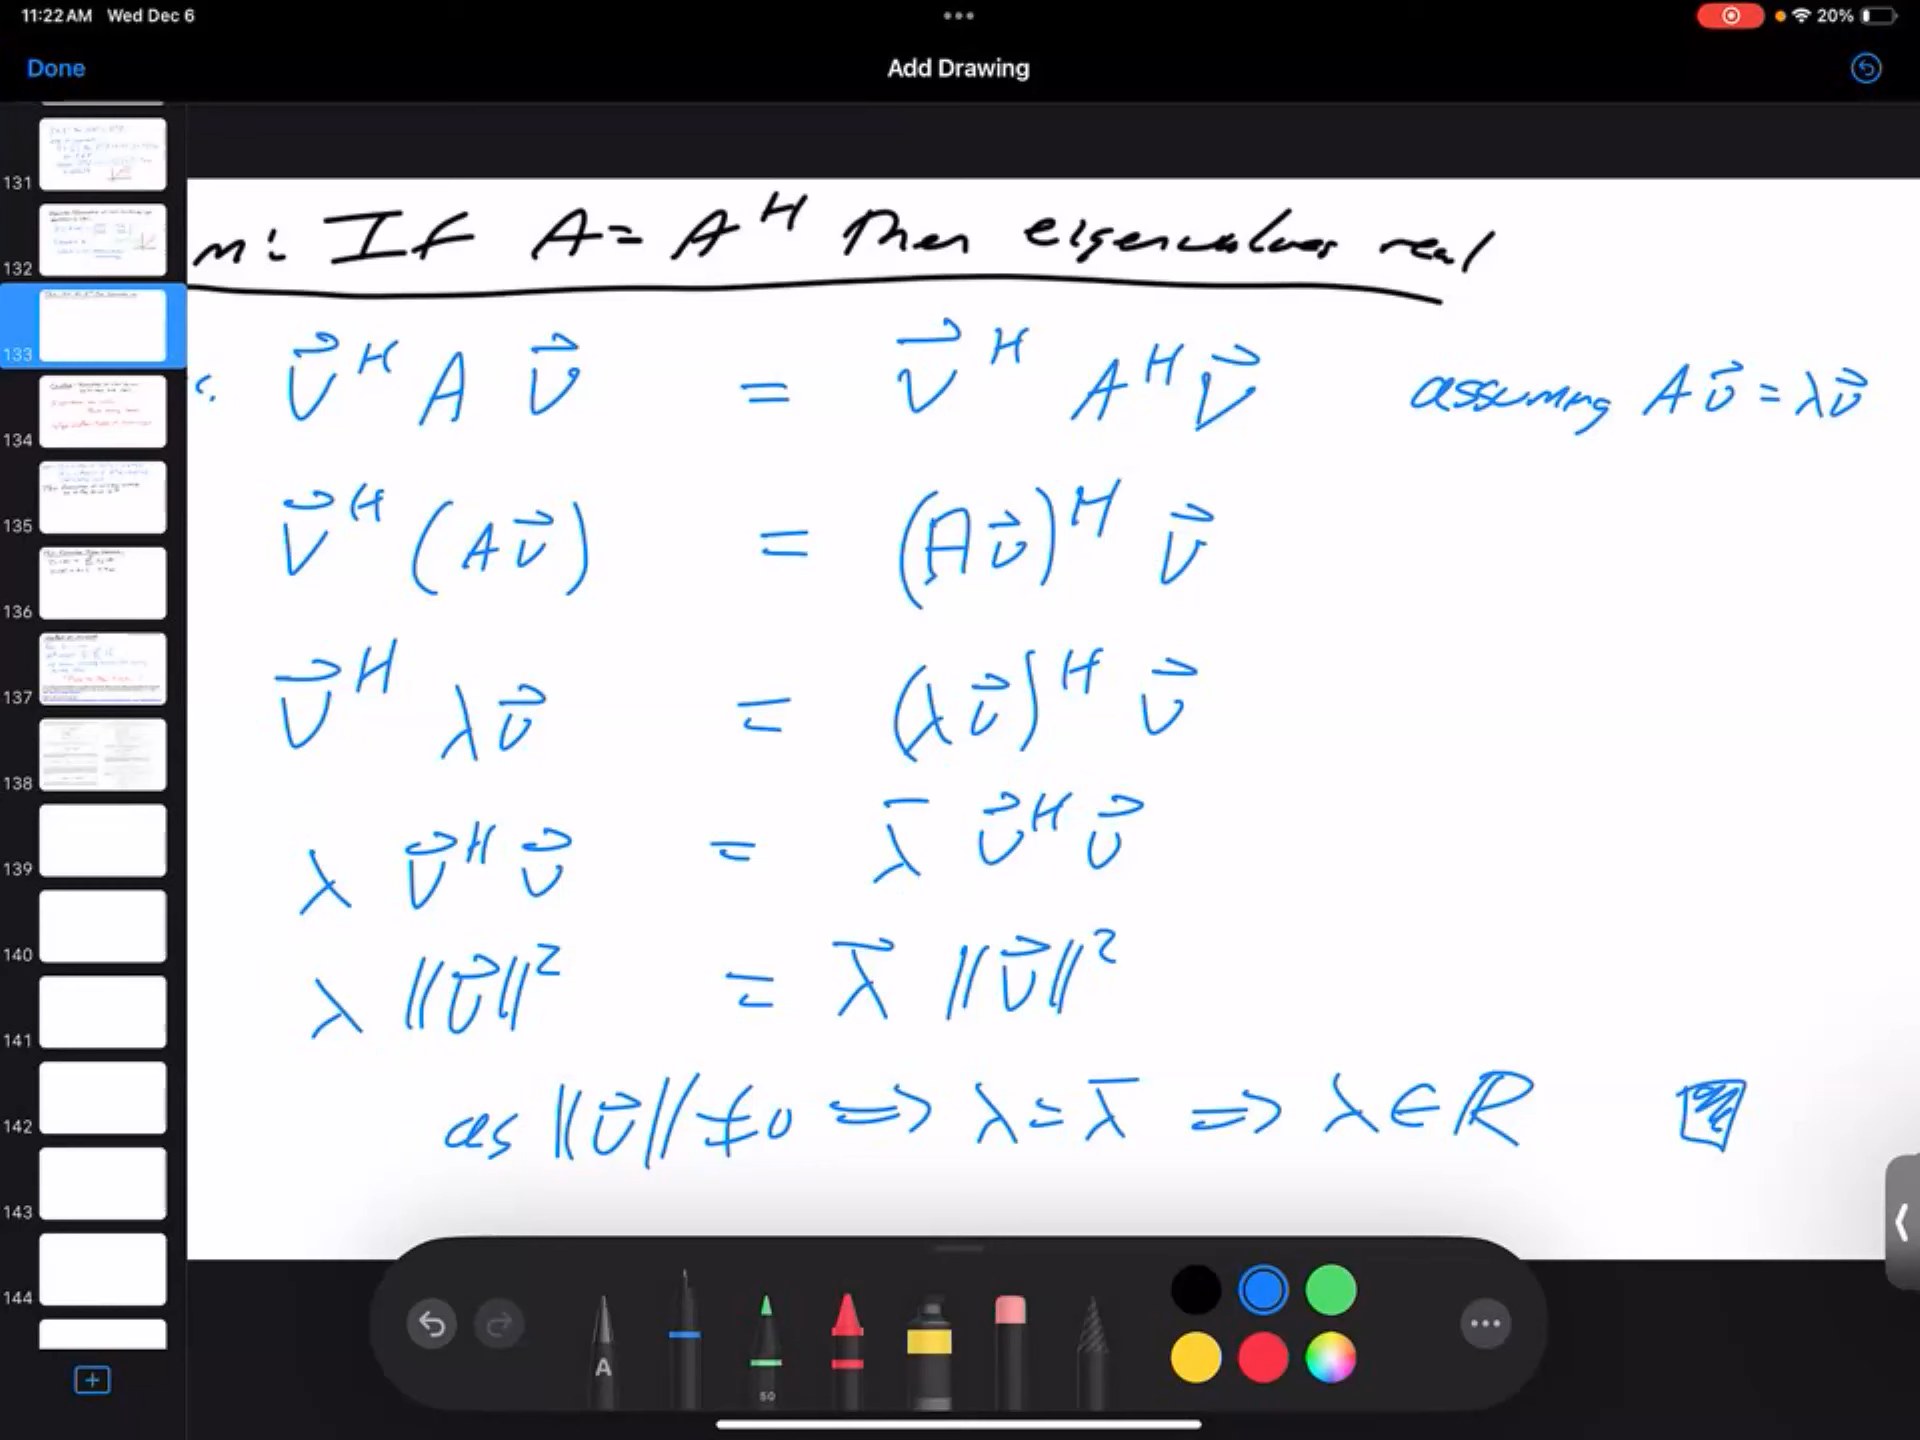 11:22 AM Wed Dec 6
20%
Done
Add Drawing
131
132
133
134
135
136
137
138
139
140
141
142
143
144
m: If A = A^H then eigenvalues real
v⃗^H A v⃗ = v⃗^H A^H v⃗ assuming A v⃗ = λ v⃗
v⃗^H (A v⃗) = (A v⃗)^H v⃗
v⃗^H λ v⃗ = (λ v⃗)^H v⃗
λ v⃗^H v⃗ = λ̄ v⃗^H v⃗
λ ||v⃗||² = λ̄ ||v⃗||²
as ||v⃗|| ≠ 0 ⇒ λ = λ̄ ⇒ λ ∈ ℝ
A
50